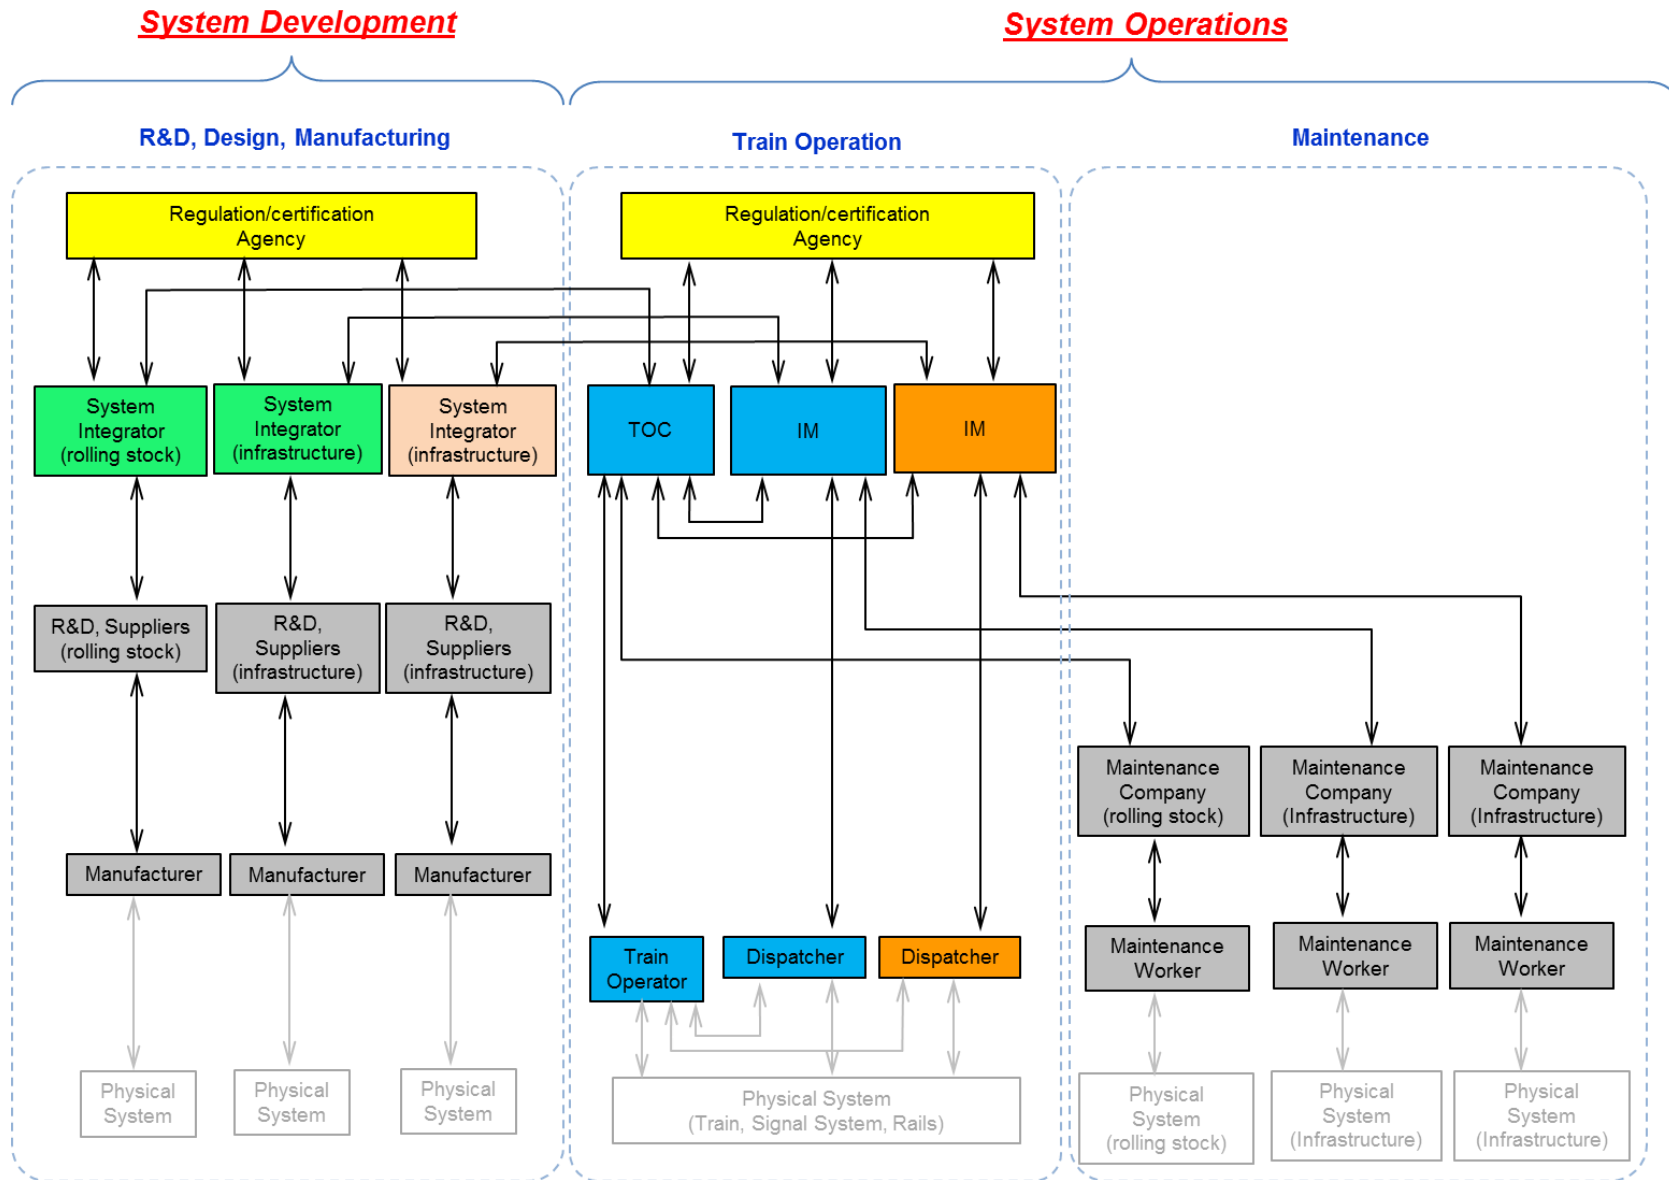 System Development
System Operations
R&D, Design, Manufacturing
Train Operation
Maintenance
Regulation/certification
Agency
Regulation/certification
Agency
System
Integrator
(rolling stock)
System
Integrator
(infrastructure)
System
Integrator
(infrastructure)
TOC
IM
IM
R&D, Suppliers
(rolling stock)
R&D,
Suppliers
(infrastructure)
R&D,
Suppliers
(infrastructure)
Maintenance
Company
(rolling stock)
Maintenance
Company
(Infrastructure)
Maintenance
Company
(Infrastructure)
Manufacturer
Manufacturer
Manufacturer
Train
Operator
Dispatcher
Dispatcher
Maintenance
Worker
Maintenance
Worker
Maintenance
Worker
Physical
System
Physical
System
Physical
System
Physical System
(Train, Signal System, Rails)
Physical
System
(rolling stock)
Physical
System
(Infrastructure)
Physical
System
(Infrastructure)